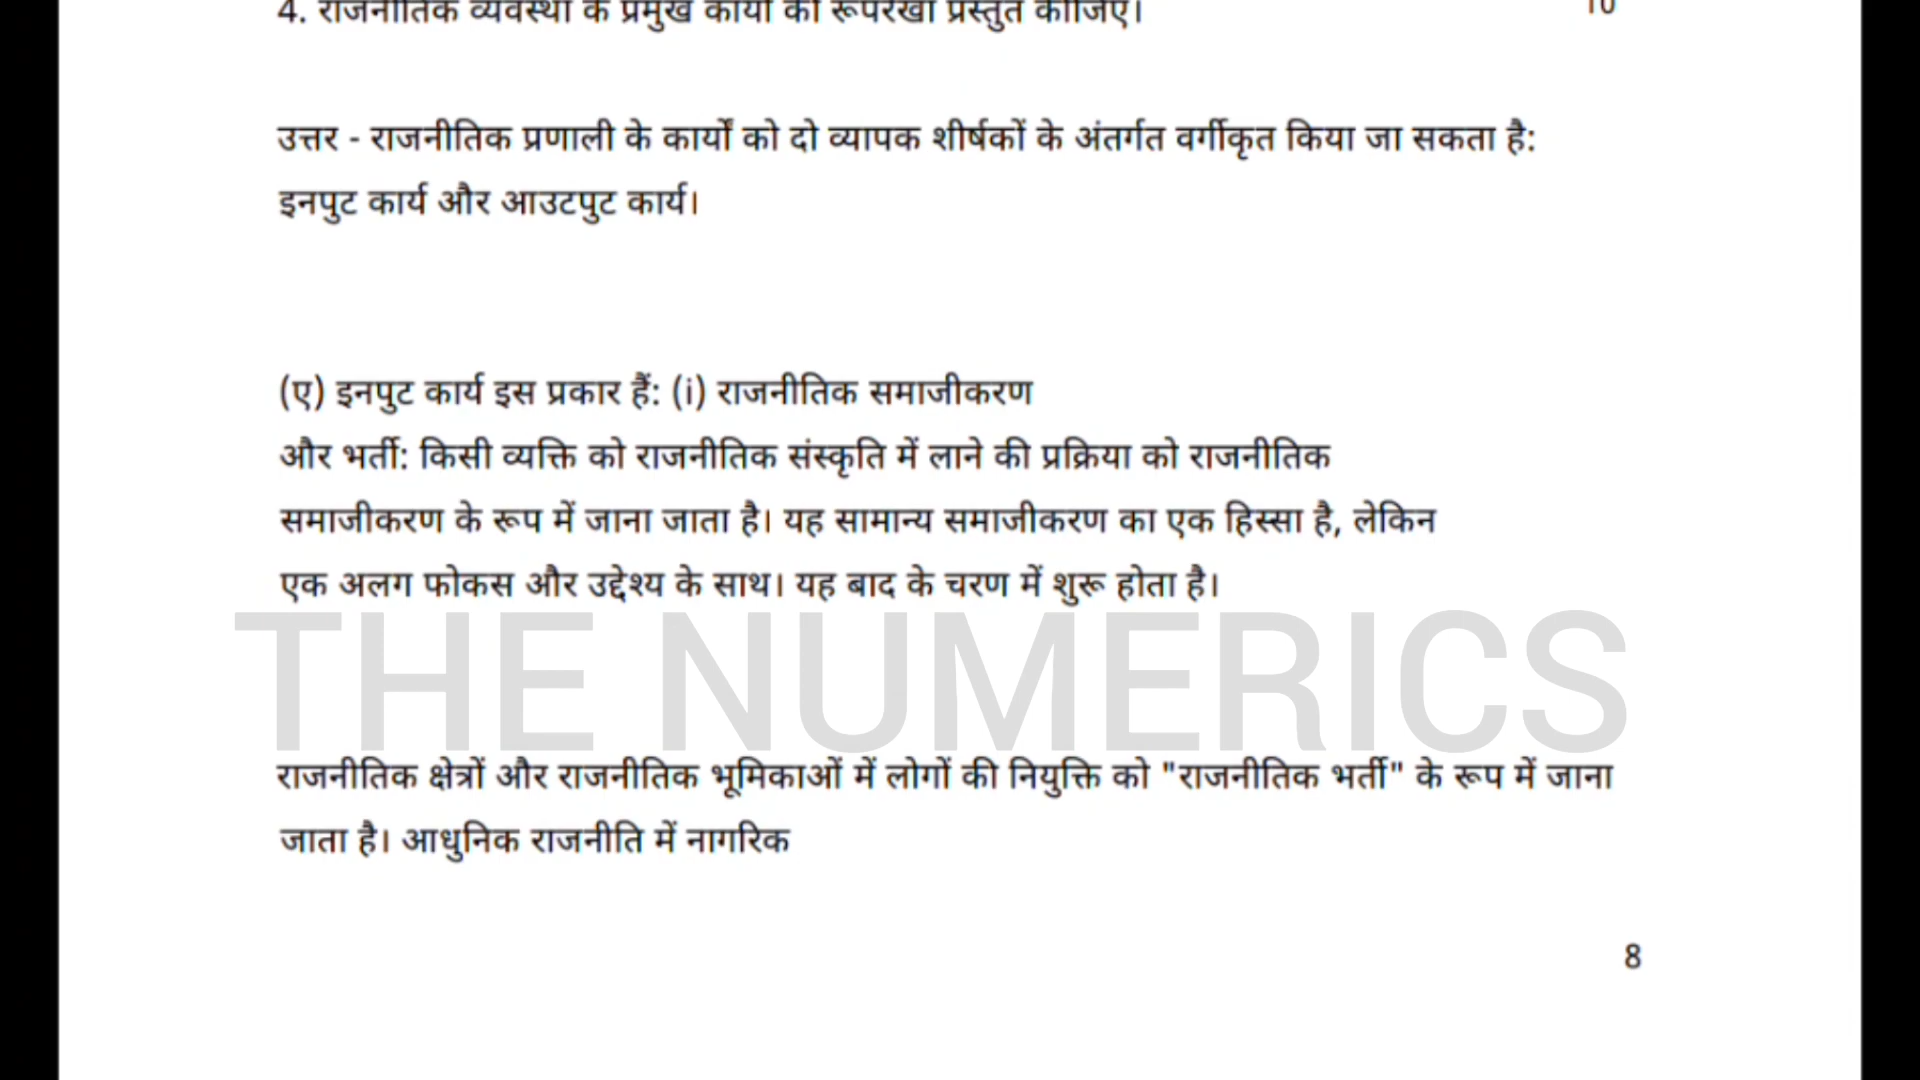 4. राजनीतिक व्यवस्था के प्रमुख कार्यों की रूपरेखा प्रस्तुत कीजिए। 10
उत्तर - राजनीतिक प्रणाली के कार्यों को दो व्यापक शीर्षकों के अंतर्गत वर्गीकृत किया जा सकता है:
इनपुट कार्य और आउटपुट कार्य।
(ए) इनपुट कार्य इस प्रकार हैं: (i) राजनीतिक समाजीकरण
और भर्ती: किसी व्यक्ति को राजनीतिक संस्कृति में लाने की प्रक्रिया को राजनीतिक
समाजीकरण के रूप में जाना जाता है। यह सामान्य समाजीकरण का एक हिस्सा है, लेकिन
एक अलग फोकस और उद्देश्य के साथ। यह बाद के चरण में शुरू होता है।
THE NUMERICS
राजनीतिक क्षेत्रों और राजनीतिक भूमिकाओं में लोगों की नियुक्ति को "राजनीतिक भर्ती" के रूप में जाना
जाता है। आधुनिक राजनीति में नागरिक
8